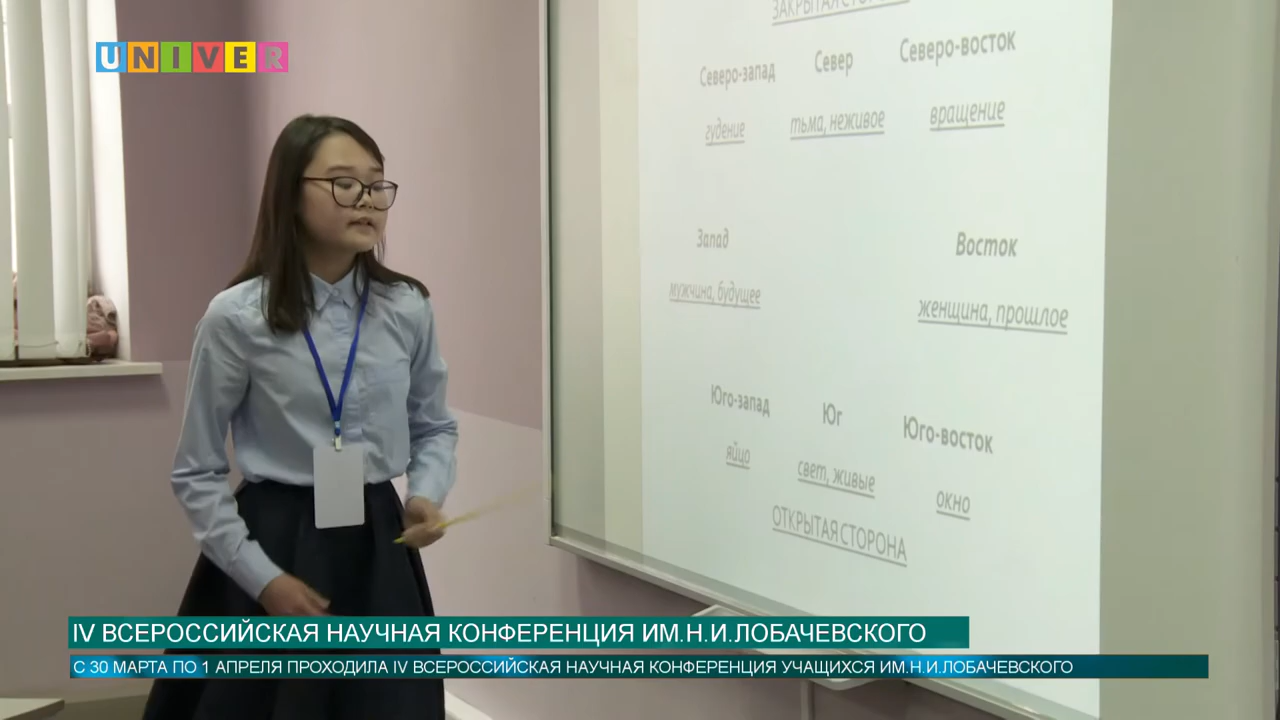 UNIVER
ЗАКРЫТАЯ СТОРОНА
Северо-запад Север Северо-восток
гудение тьма, неживое вращение
Запад Восток
мужчина, будущее женщина, прошлое
Юго-запад Юг Юго-восток
яйцо свет, живые окно
ОТКРЫТАЯ СТОРОНА
IV ВСЕРОССИЙСКАЯ НАУЧНАЯ КОНФЕРЕНЦИЯ ИМ.Н.И.ЛОБАЧЕВСКОГО
С 30 МАРТА ПО 1 АПРЕЛЯ ПРОХОДИЛА IV ВСЕРОССИЙСКАЯ НАУЧНАЯ КОНФЕРЕНЦИЯ УЧАЩИХСЯ ИМ.Н.И.ЛОБАЧЕВСКОГО